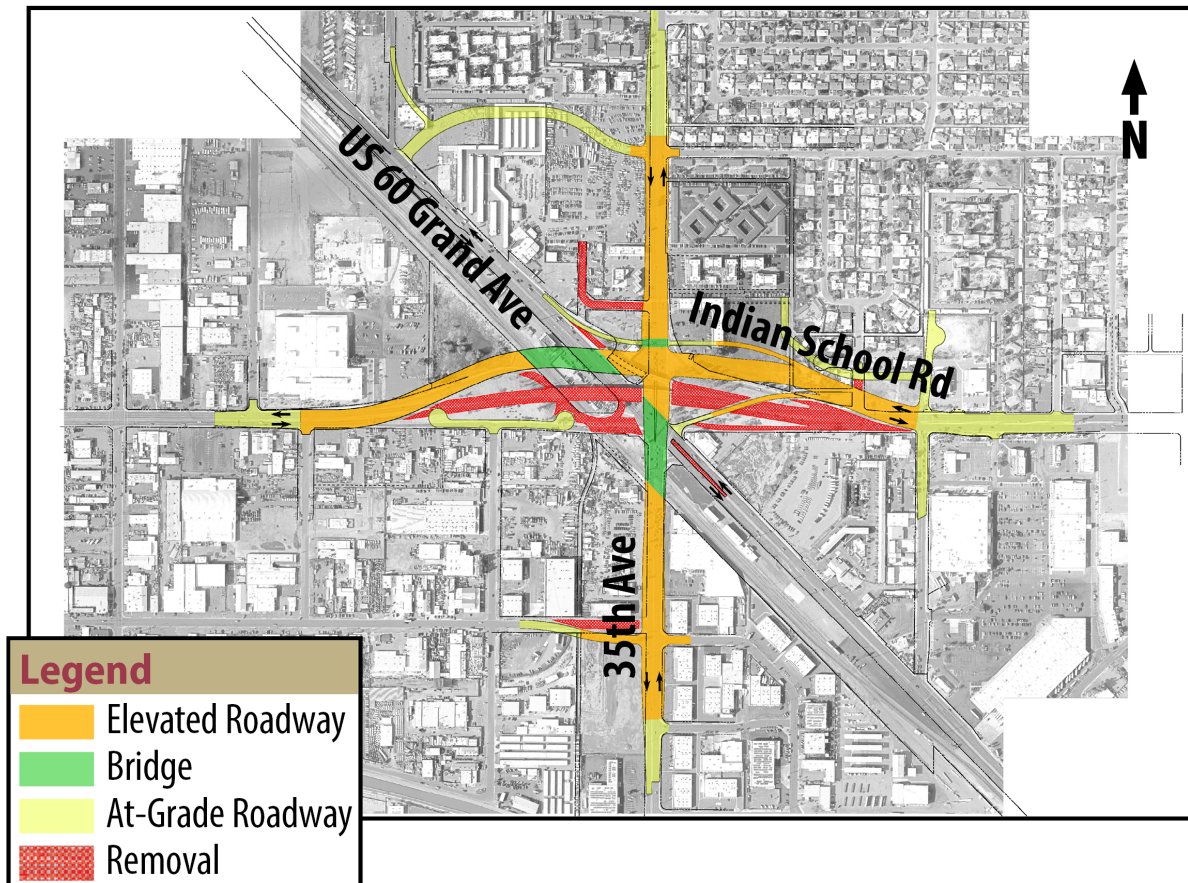 N
US 60 Grand Ave
Indian School Rd
35th Ave
Legend
Elevated Roadway
Bridge
At-Grade Roadway
Removal